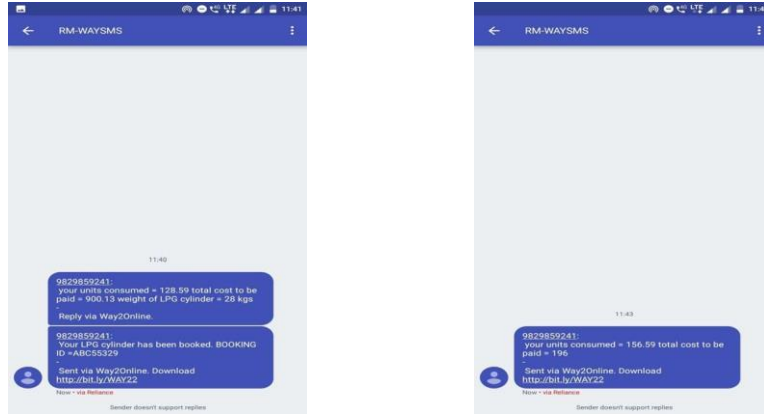 11:41
RM-WAYSMS
11:40
9829859241:
your units consumed = 128.59 total cost to be
paid = 900.13 weight of LPG cylinder = 28 kgs
-
Reply via Way2Online.
9829859241:
Your LPG cylinder has been booked. BOOKING
ID =ABC55329
-
Sent via Way2Online. Download
http://bit.ly/WAY22
Now • via Reliance
Sender doesn't support replies
RM-WAYSMS
11:43
9829859241:
your units consumed = 156.59 total cost to be
paid = 196
-
Sent via Way2Online. Download
http://bit.ly/WAY22
Now • via Reliance
Sender doesn't support replies